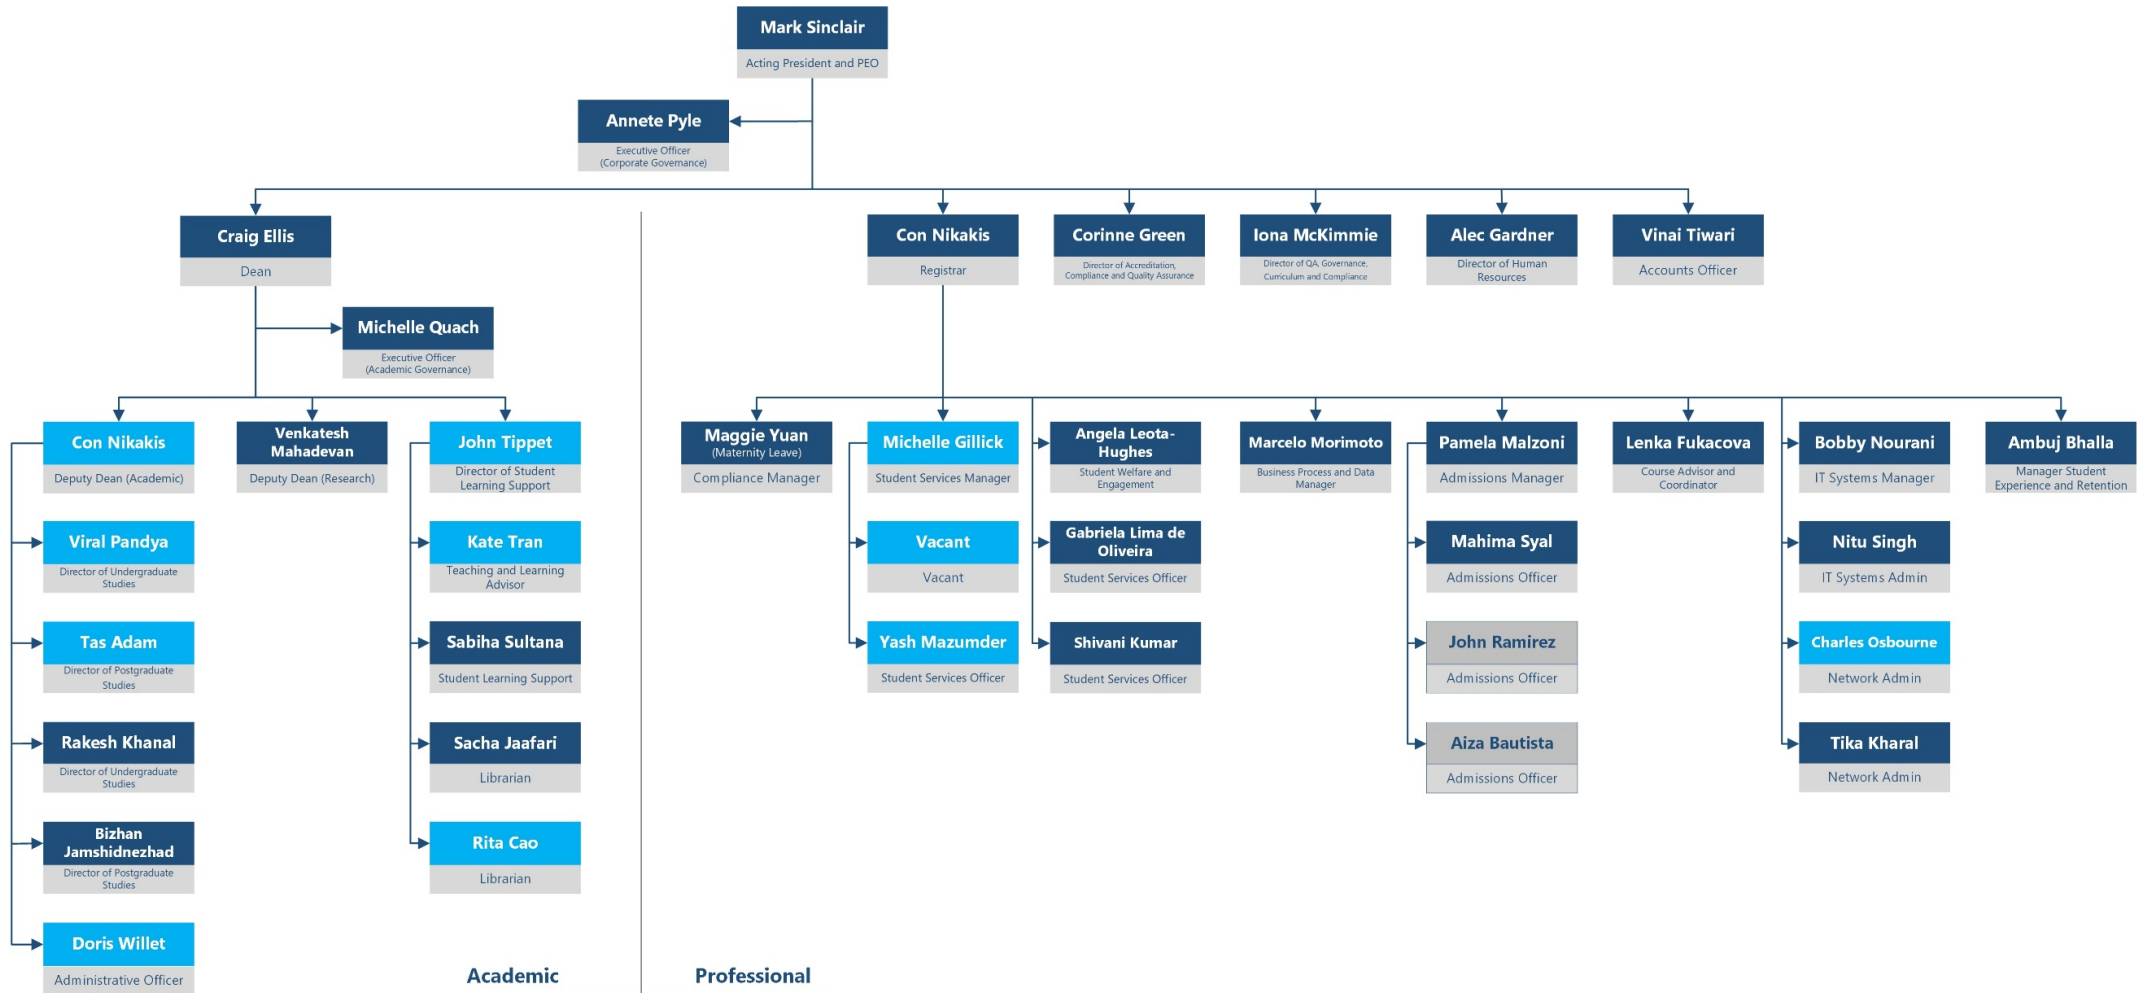 Mark Sinclair
Acting President and PEO
Annete Pyle
Executive Officer
(Corporate Governance)
Craig Ellis
Dean
Con Nikakis
Registrar
Corinne Green
Director of Accreditation,
Compliance and Quality Assurance
Iona McKimmie
Director of QA, Governance,
Curriculum and Compliance
Alec Gardner
Director of Human
Resources
Vinai Tiwari
Accounts Officer
Michelle Quach
Executive Officer
(Academic Governance)
Con Nikakis
Deputy Dean (Academic)
Venkatesh
Mahadevan
Deputy Dean (Research)
John Tippet
Director of Student
Learning Support
Maggie Yuan
(Maternity Leave)
Compliance Manager
Michelle Gillick
Student Services Manager
Angela Leota-
Hughes
Student Welfare and
Engagement
Marcelo Morimoto
Business Process and Data
Manager
Pamela Malzoni
Admissions Manager
Lenka Fukacova
Course Advisor and
Coordinator
Bobby Nourani
IT Systems Manager
Ambuj Bhalla
Manager Student
Experience and Retention
Viral Pandya
Director of Undergraduate
Studies
Kate Tran
Teaching and Learning
Advisor
Vacant
Vacant
Gabriela Lima de
Oliveira
Student Services Officer
Mahima Syal
Admissions Officer
Nitu Singh
IT Systems Admin
Tas Adam
Director of Postgraduate
Studies
Sabiha Sultana
Student Learning Support
Yash Mazumder
Student Services Officer
Shivani Kumar
Student Services Officer
John Ramirez
Admissions Officer
Charles Osbourne
Network Admin
Rakesh Khanal
Director of Undergraduate
Studies
Sacha Jaafari
Librarian
Aiza Bautista
Admissions Officer
Tika Kharal
Network Admin
Bizhan
Jamshidnezhad
Director of Postgraduate
Studies
Rita Cao
Librarian
Doris Willet
Administrative Officer
Academic
Professional